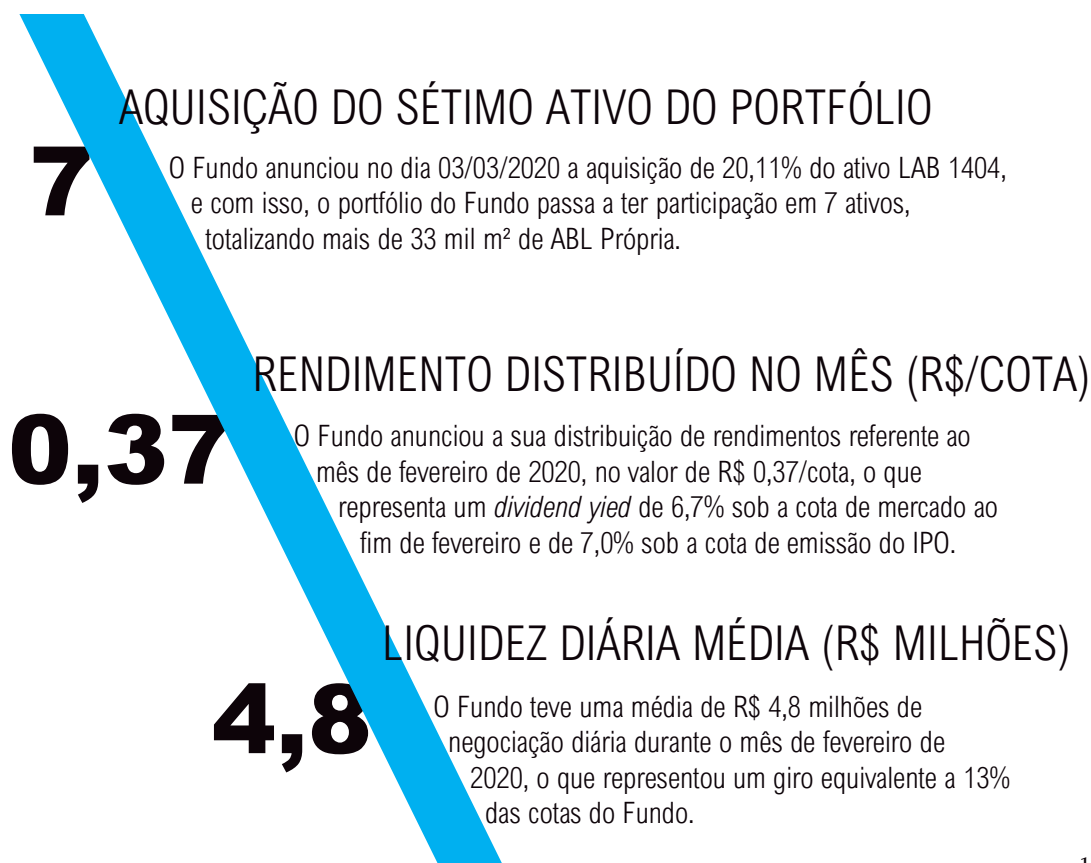 AQUISIÇÃO DO SÉTIMO ATIVO DO PORTFÓLIO
7
O Fundo anunciou no dia 03/03/2020 a aquisição de 20,11% do ativo LAB 1404,
e com isso, o portfólio do Fundo passa a ter participação em 7 ativos,
totalizando mais de 33 mil m² de ABL Própria.
RENDIMENTO DISTRIBUÍDO NO MÊS (R$/COTA)
0,37
O Fundo anunciou a sua distribuição de rendimentos referente ao
mês de fevereiro de 2020, no valor de R$ 0,37/cota, o que
representa um dividend yied de 6,7% sob a cota de mercado ao
fim de fevereiro e de 7,0% sob a cota de emissão do IPO.
LIQUIDEZ DIÁRIA MÉDIA (R$ MILHÕES)
4,8
O Fundo teve uma média de R$ 4,8 milhões de
negociação diária durante o mês de fevereiro de
2020, o que representou um giro equivalente a 13%
das cotas do Fundo.